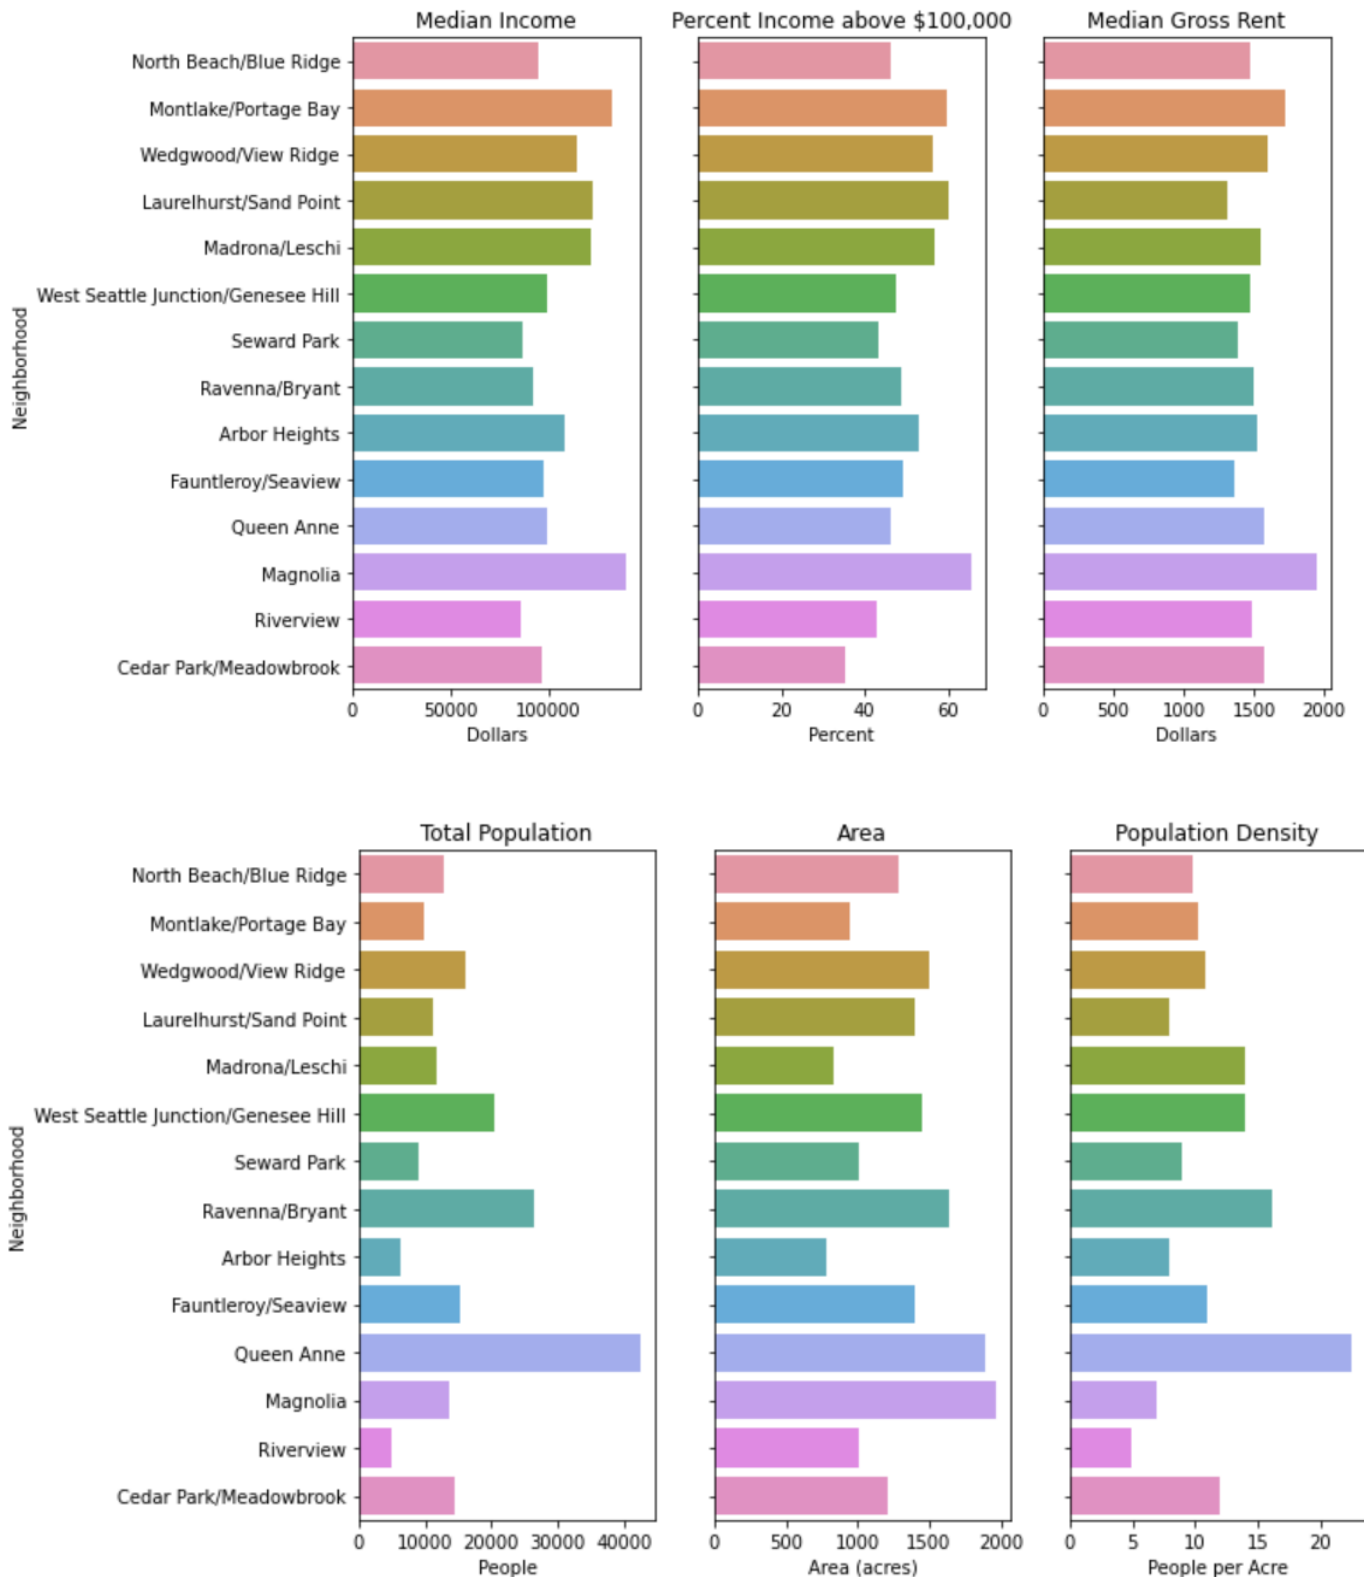 Median Income
Percent Income above $100,000
Median Gross Rent
Neighborhood
North Beach/Blue Ridge
Montlake/Portage Bay
Wedgwood/View Ridge
Laurelhurst/Sand Point
Madrona/Leschi
West Seattle Junction/Genesee Hill
Seward Park
Ravenna/Bryant
Arbor Heights
Fauntleroy/Seaview
Queen Anne
Magnolia
Riverview
Cedar Park/Meadowbrook
0 50000 100000
0 20 40 60
0 500 1000 1500 2000
Dollars
Percent
Dollars
Total Population
Area
Population Density
Neighborhood
North Beach/Blue Ridge
Montlake/Portage Bay
Wedgwood/View Ridge
Laurelhurst/Sand Point
Madrona/Leschi
West Seattle Junction/Genesee Hill
Seward Park
Ravenna/Bryant
Arbor Heights
Fauntleroy/Seaview
Queen Anne
Magnolia
Riverview
Cedar Park/Meadowbrook
0 10000 20000 30000 40000
0 500 1000 1500 2000
0 5 10 15 20
People
Area (acres)
People per Acre